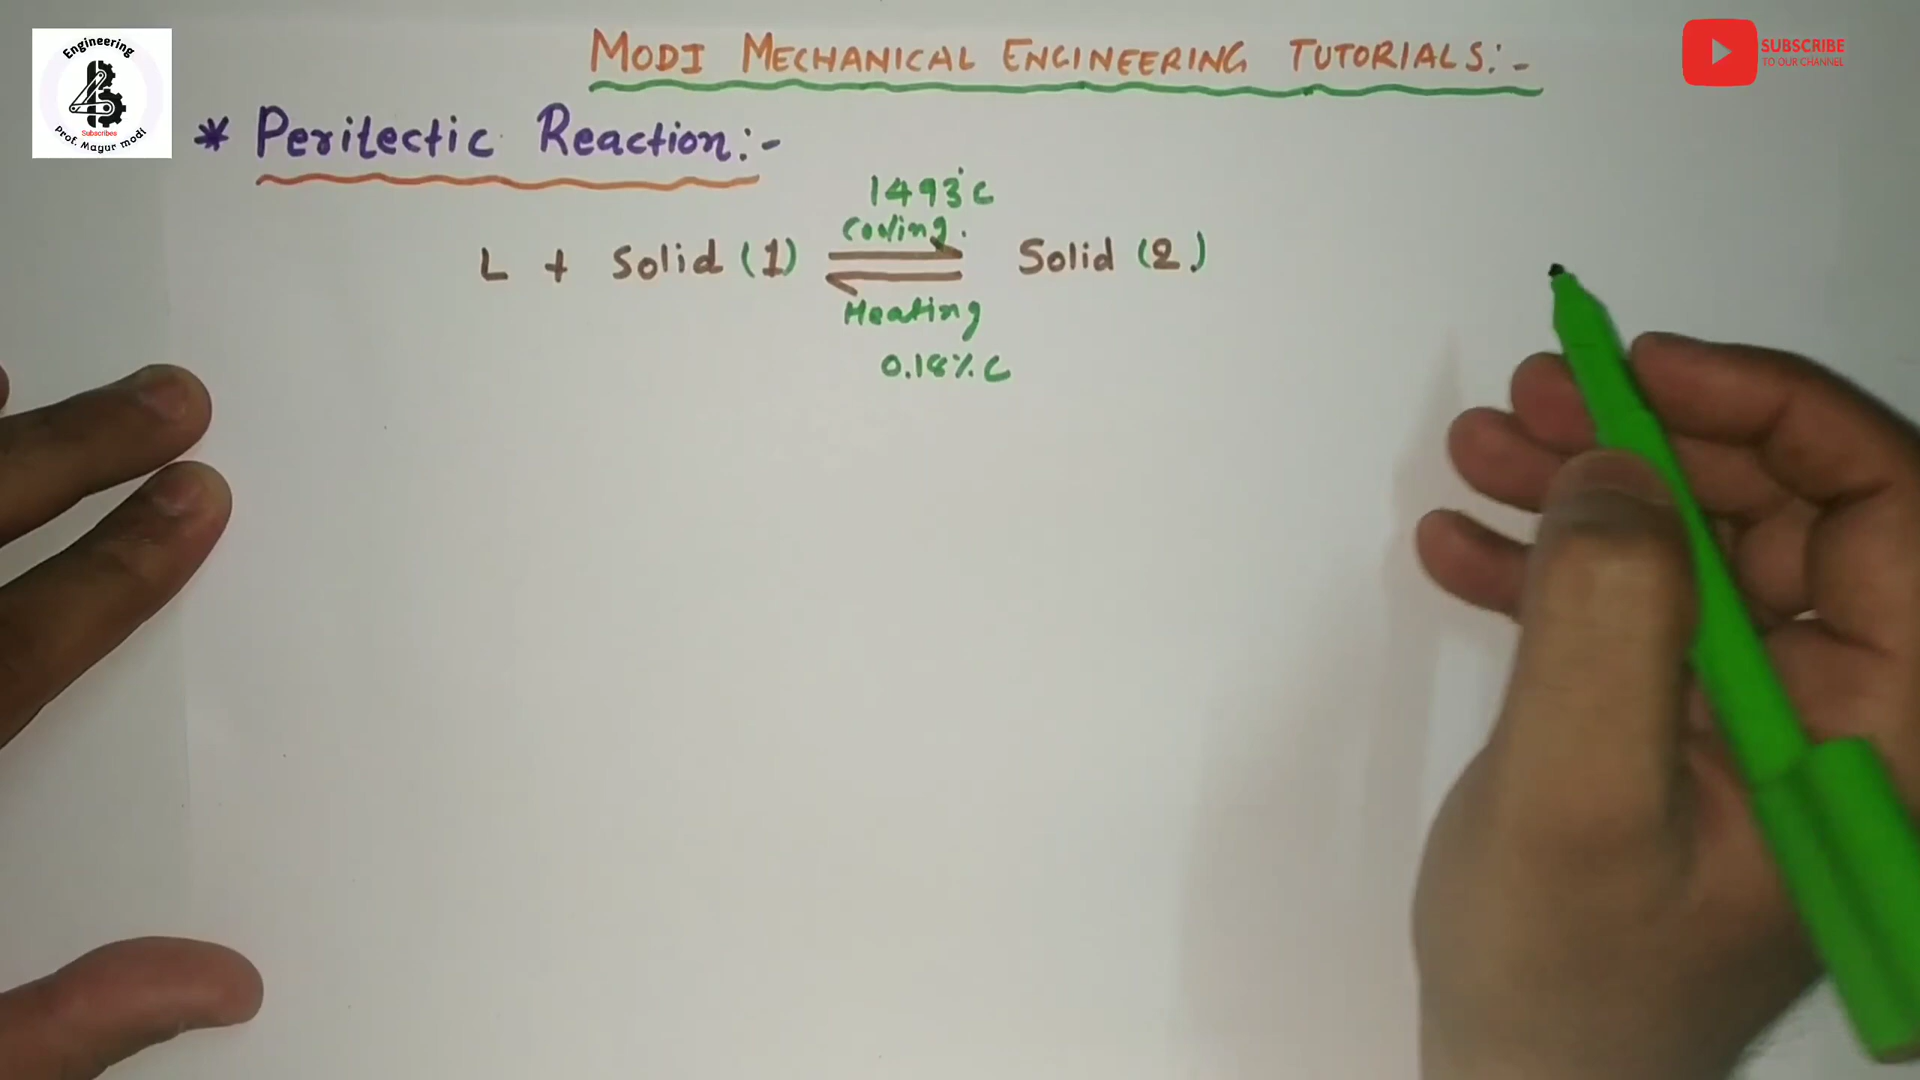 Engineering
Subscribes
Prof. Mayur modi
SUBSCRIBE
TO OUR CHANNEL
MODI MECHANICAL ENGINEERING TUTORIALS:-
* Peritectic Reaction:-
1493°C
Cooling.
L + Solid (1) ⇌ Solid (2)
Heating
0.18% C